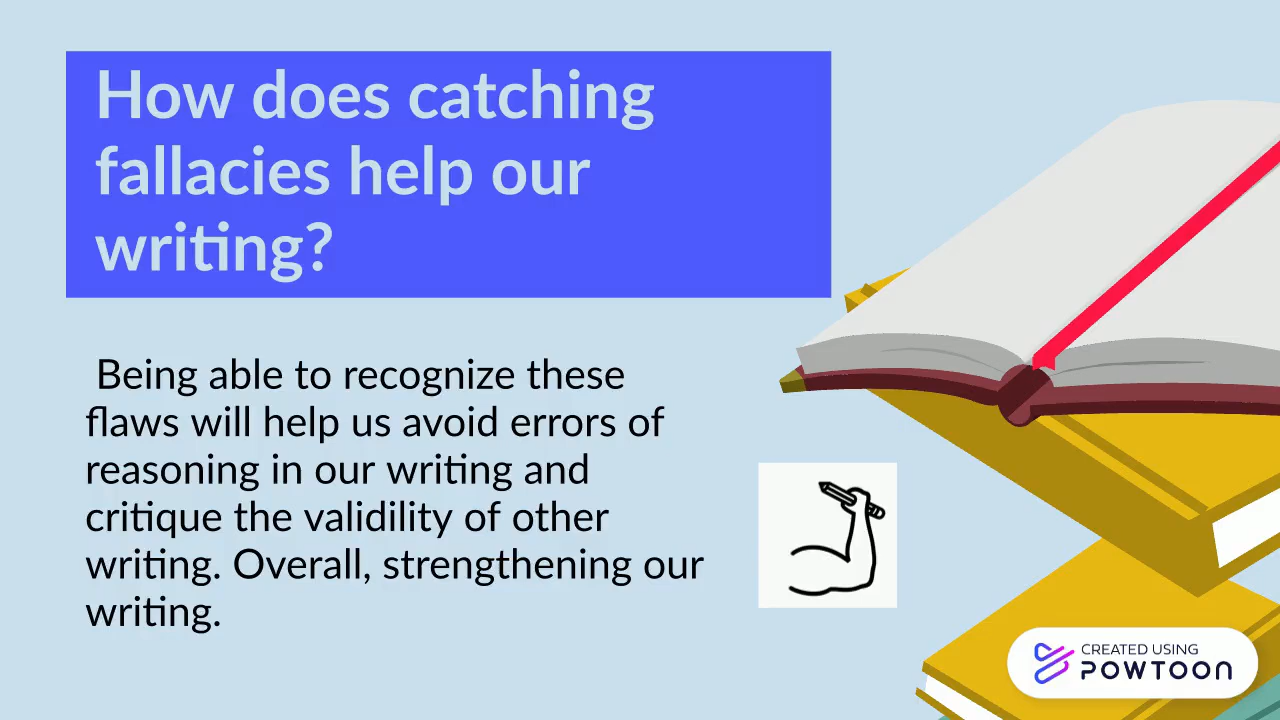 How does catching
fallacies help our
writing?
Being able to recognize these
flaws will help us avoid errors of
reasoning in our writing and
critique the validility of other
writing. Overall, strengthening our
writing.
CREATED USING
POWTOON